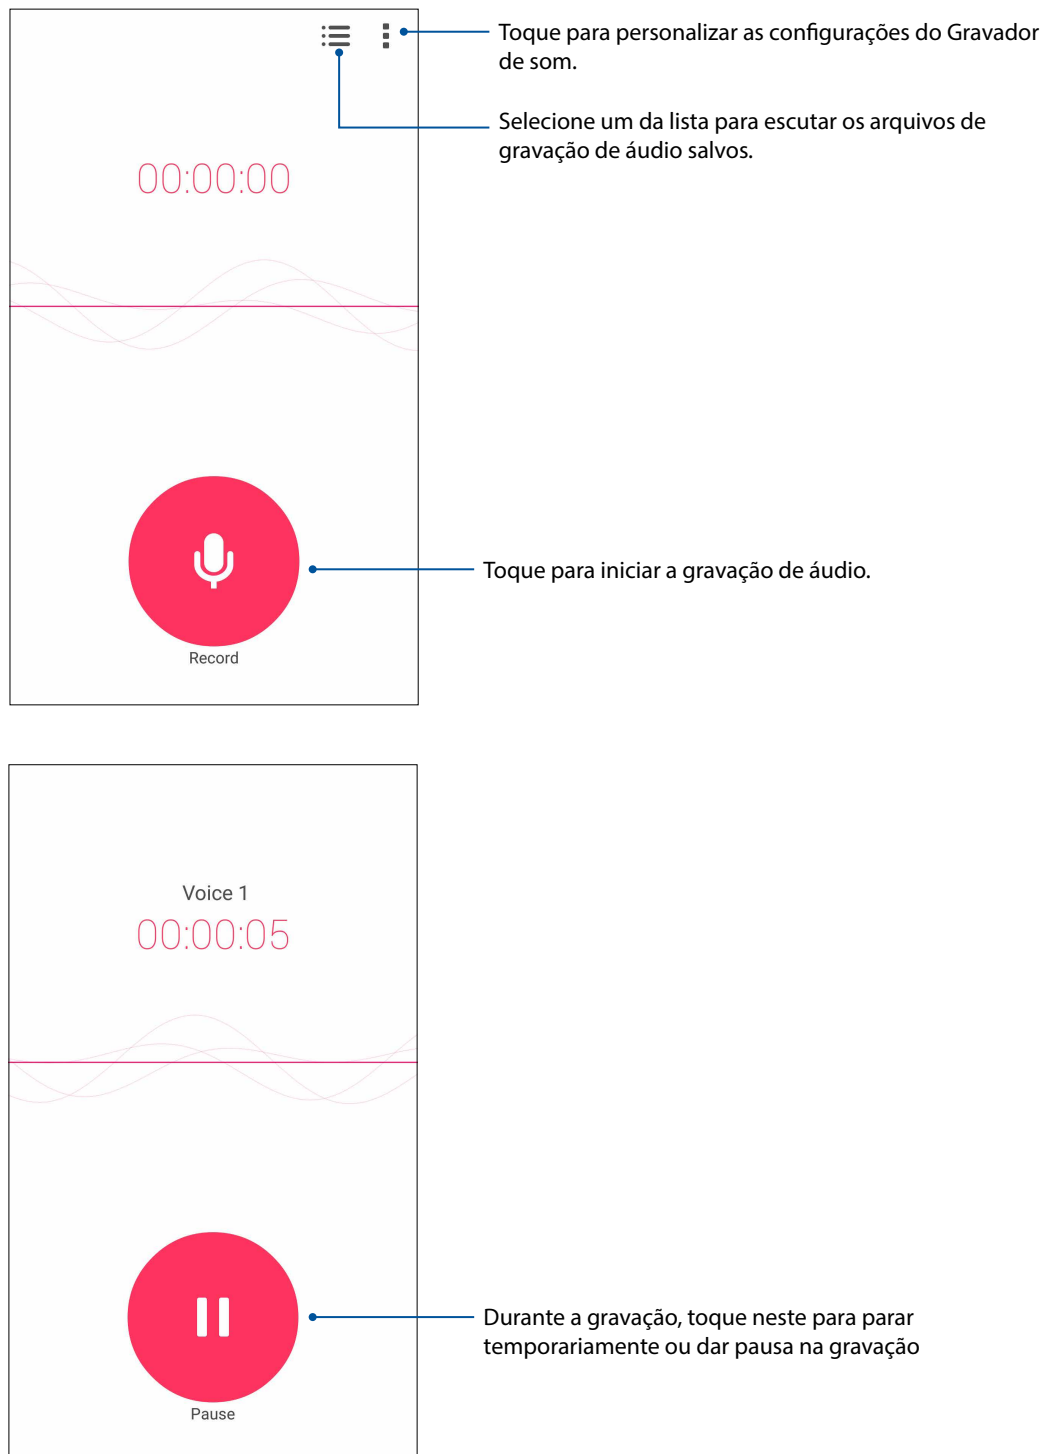 Toque para personalizar as configurações do Gravador
de som.
Selecione um da lista para escutar os arquivos de
gravação de áudio salvos.
00:00:00
Toque para iniciar a gravação de áudio.
Record
Voice 1
00:00:05
Durante a gravação, toque neste para parar
temporariamente ou dar pausa na gravação
Pause